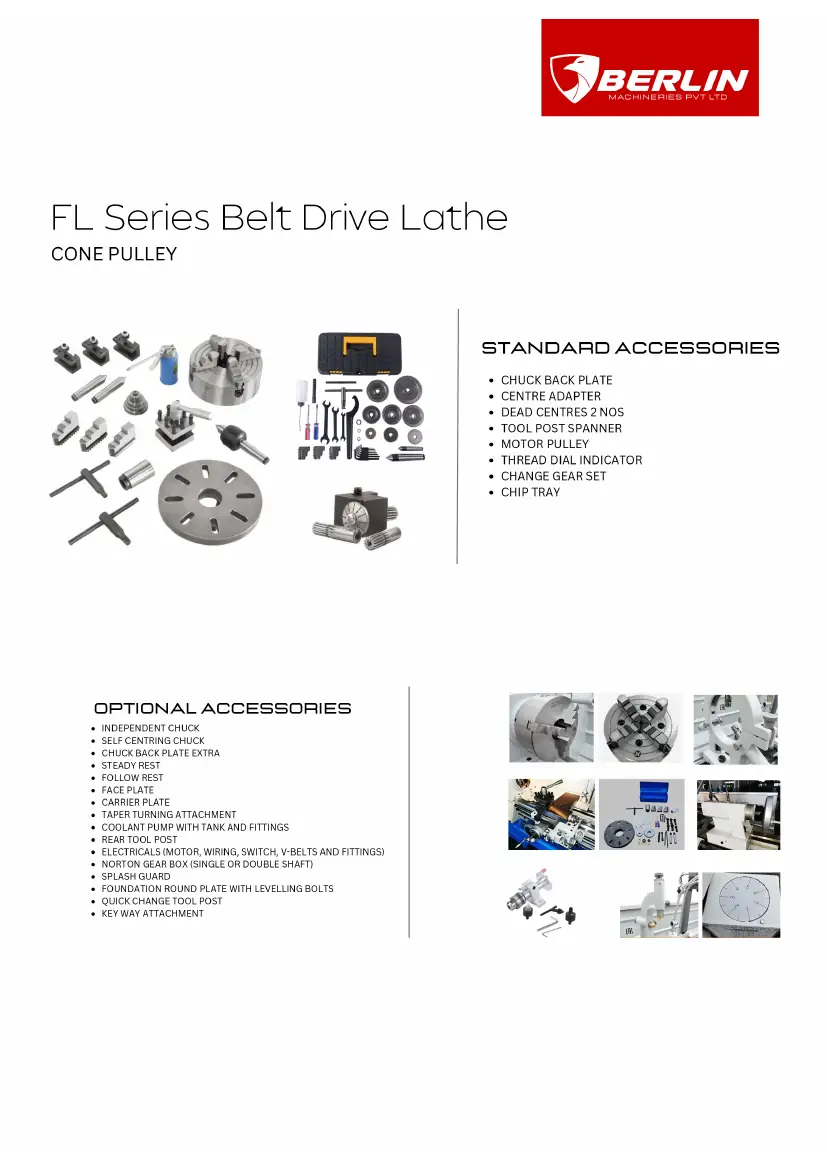 BERLIN
MACHINERIES PVT LTD
FL Series Belt Drive Lathe
CONE PULLEY
STANDARD ACCESSORIES
• CHUCK BACK PLATE
• CENTRE ADAPTER
• DEAD CENTRES 2 NOS
• TOOL POST SPANNER
• MOTOR PULLEY
• THREAD DIAL INDICATOR
• CHANGE GEAR SET
• CHIP TRAY
OPTIONAL ACCESSORIES
• INDEPENDENT CHUCK
• SELF CENTRING CHUCK
• CHUCK BACK PLATE EXTRA
• STEADY REST
• FOLLOW REST
• FACE PLATE
• CARRIER PLATE
• TAPER TURNING ATTACHMENT
• COOLANT PUMP WITH TANK AND FITTINGS
• REAR TOOL POST
• ELECTRICALS (MOTOR, WIRING, SWITCH, V-BELTS AND FITTINGS)
• NORTON GEAR BOX (SINGLE OR DOUBLE SHAFT)
• SPLASH GUARD
• FOUNDATION ROUND PLATE WITH LEVELLING BOLTS
• QUICK CHANGE TOOL POST
• KEY WAY ATTACHMENT